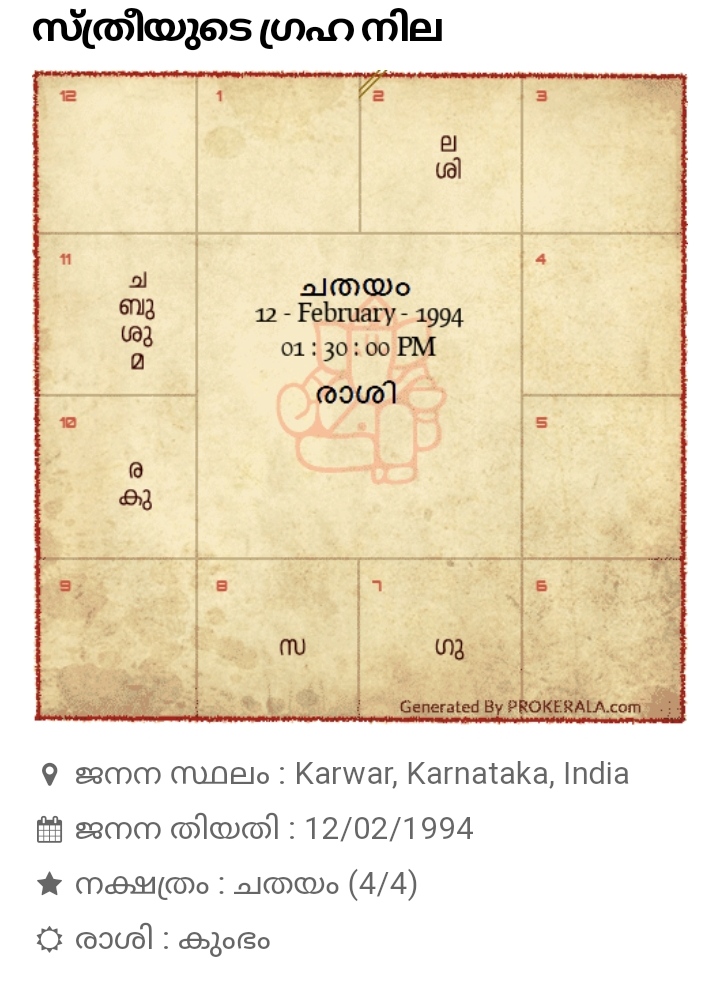 സ്ത്രീയുടെ ഗ്രഹ നില
12
1
2
ല
ശി
3
11
ച
ബു
ശു
മ
ചതയം
12 - February - 1994
01 : 30 : 00 PM
രാശി
4
10
ര
കു
5
9
8
സ
7
ഗു
6
Generated By PROKERALA.com
ജനന സ്ഥലം : Karwar, Karnataka, India
ജനന തിയതി : 12/02/1994
നക്ഷത്രം : ചതയം (4/4)
രാശി : കുംഭം